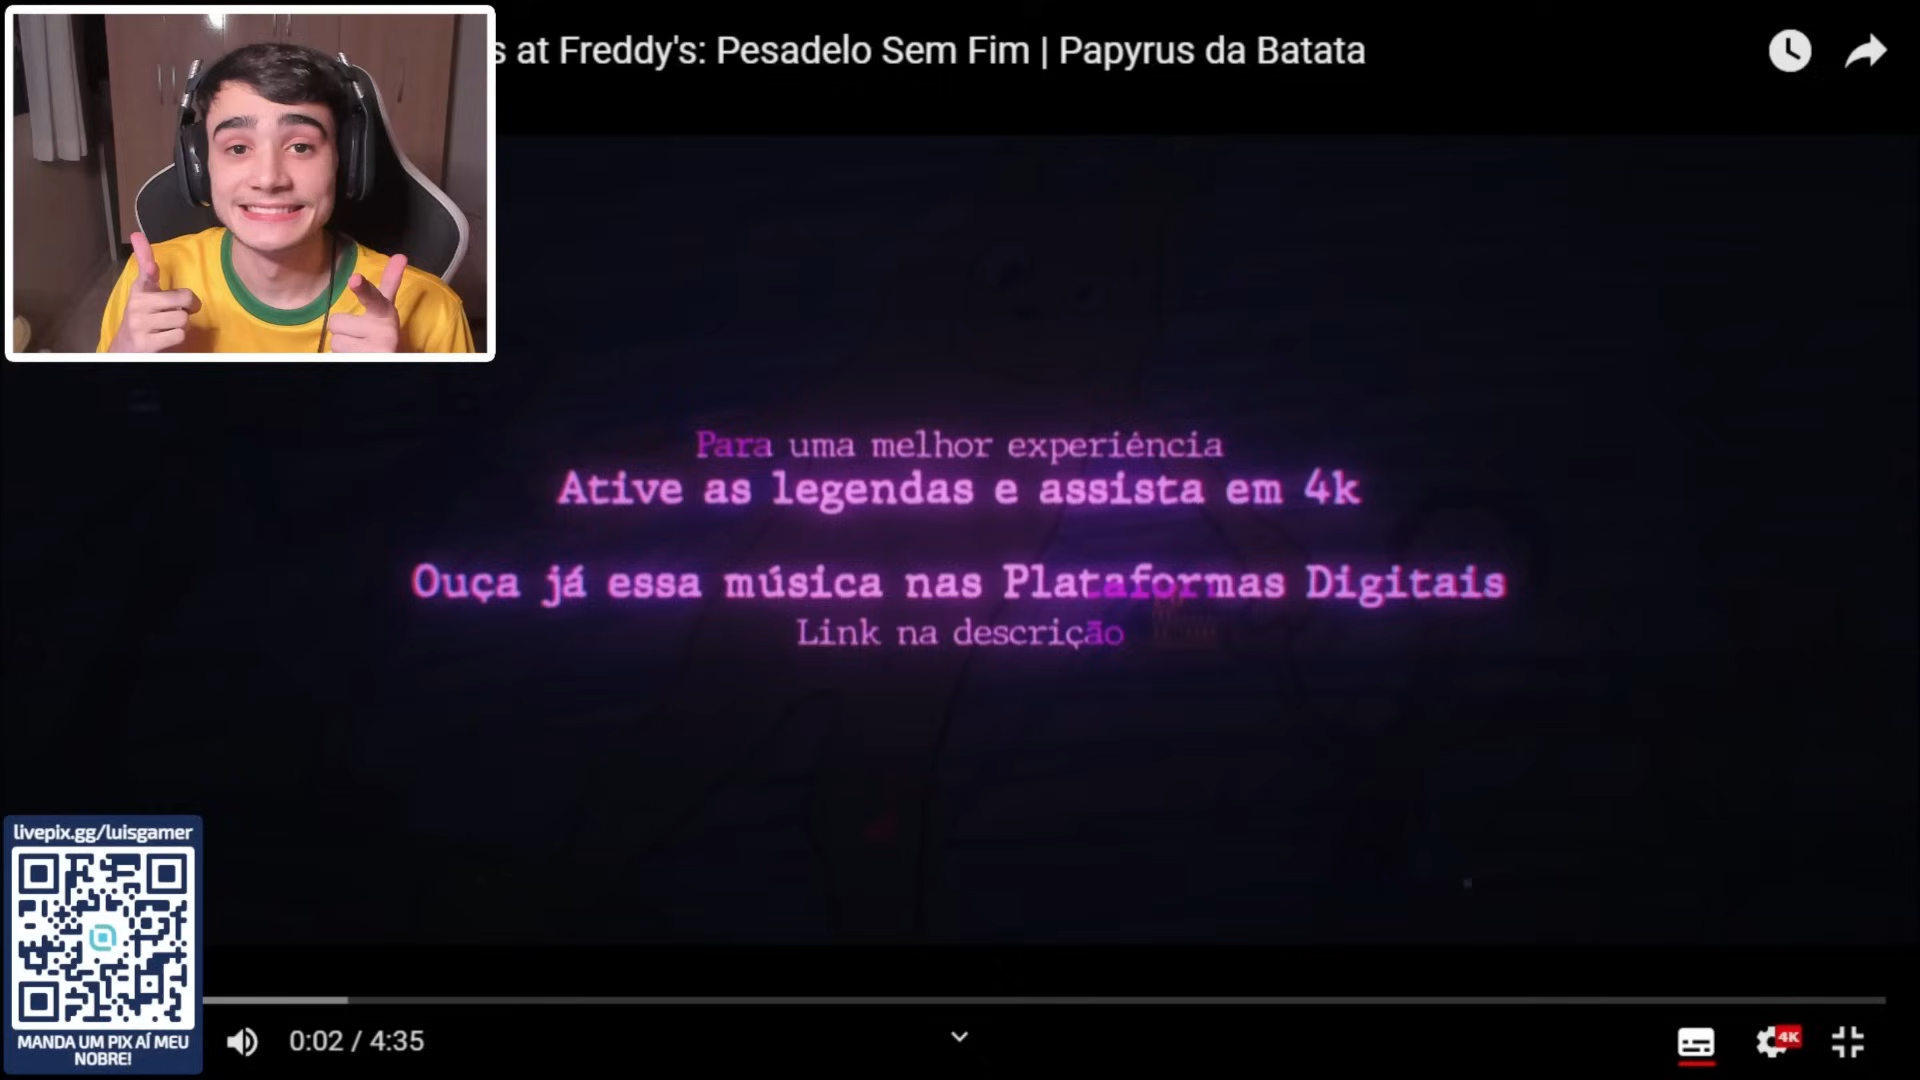 s at Freddy's: Pesadelo Sem Fim | Papyrus da Batata
Para uma melhor experiência
Ative as legendas e assista em 4k
Ouça já essa música nas Plataformas Digitais
Link na descrição
livepix.gg/luisgamer
MANDA UM PIX AÍ MEU
NOBRE!
0:02 / 4:35
4K